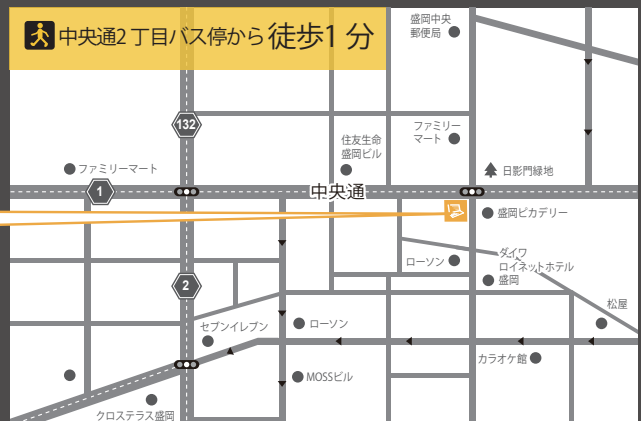 中央通2丁目バス停から徒歩1分
盛岡中央
郵便局
132
住友生命
盛岡ビル
ファミリー
マート
ファミリーマート
日影門緑地
1
中央通
盛岡ピカデリー
ローソン
ダイワ
ロイネットホテル
盛岡
2
松屋
セブンイレブン
ローソン
カラオケ館
MOSSビル
クロステラス盛岡